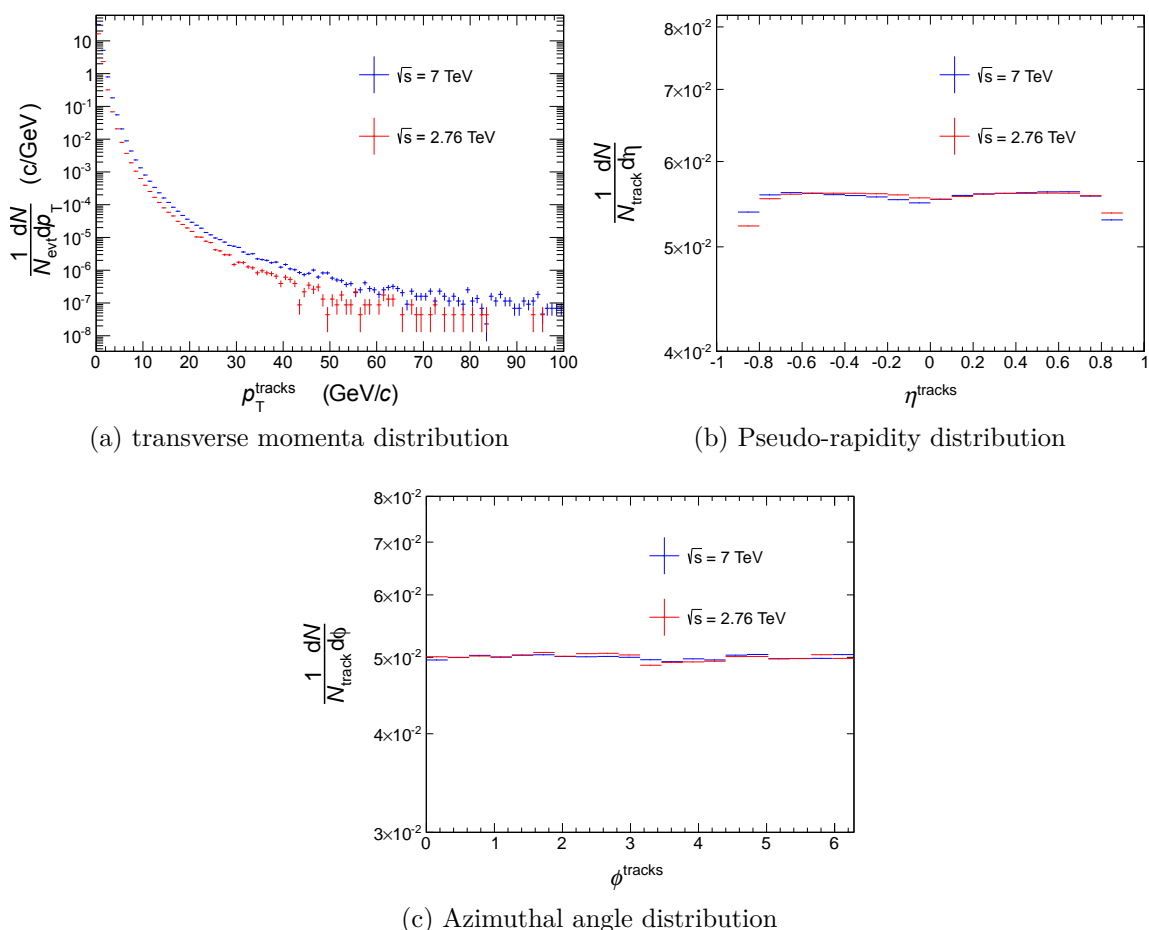 10
1
10⁻¹
10⁻²
10⁻³
10⁻⁴
10⁻⁵
10⁻⁶
10⁻⁷
10⁻⁸
1/N_evt dN/dp_T (c/GeV)
√s = 7 TeV
√s = 2.76 TeV
0 10 20 30 40 50 60 70 80 90 100
p_T^tracks (GeV/c)
(a) transverse momenta distribution
8×10⁻²
7×10⁻²
6×10⁻²
5×10⁻²
4×10⁻²
1/N_track dN/dη
√s = 7 TeV
√s = 2.76 TeV
-1 -0.8 -0.6 -0.4 -0.2 0 0.2 0.4 0.6 0.8 1
η^tracks
(b) Pseudo-rapidity distribution
8×10⁻²
7×10⁻²
6×10⁻²
5×10⁻²
4×10⁻²
3×10⁻²
1/N_track dN/dϕ
√s = 7 TeV
√s = 2.76 TeV
0 1 2 3 4 5 6
ϕ^tracks
(c) Azimuthal angle distribution